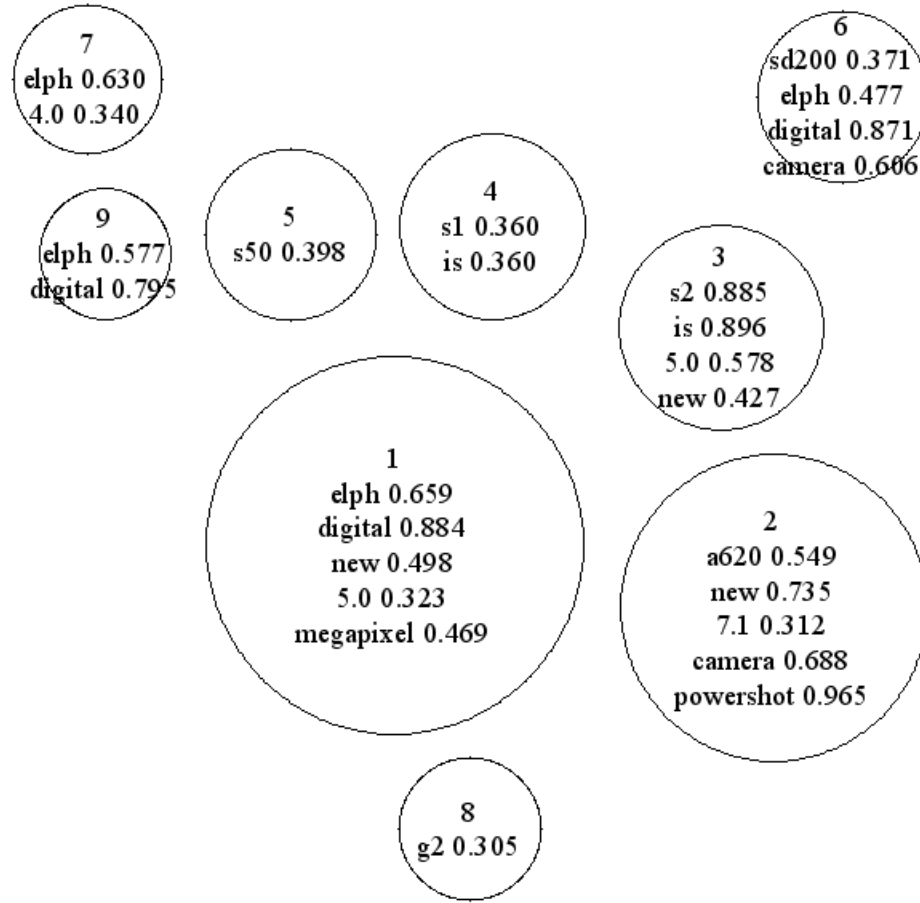 7
elph 0.630
4.0 0.340
6
sd200 0.371
elph 0.477
digital 0.871
camera 0.606
9
elph 0.577
digital 0.795
5
s50 0.398
4
s1 0.360
is 0.360
3
s2 0.885
is 0.896
5.0 0.578
new 0.427
1
elph 0.659
digital 0.884
new 0.498
5.0 0.323
megapixel 0.469
2
a620 0.549
new 0.735
7.1 0.312
camera 0.688
powershot 0.965
8
g2 0.305